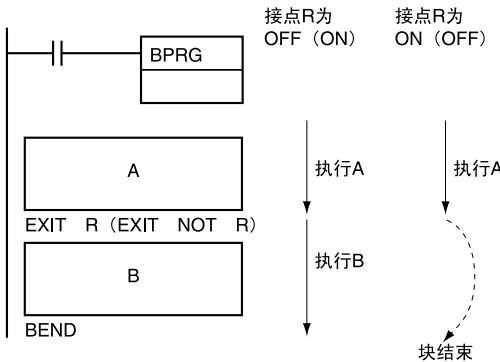 接点R为
OFF（ON）
接点R为
ON（OFF）
BPRG
A
执行A
执行A
EXIT R（EXIT NOT R）
B
执行B
BEND
块结束